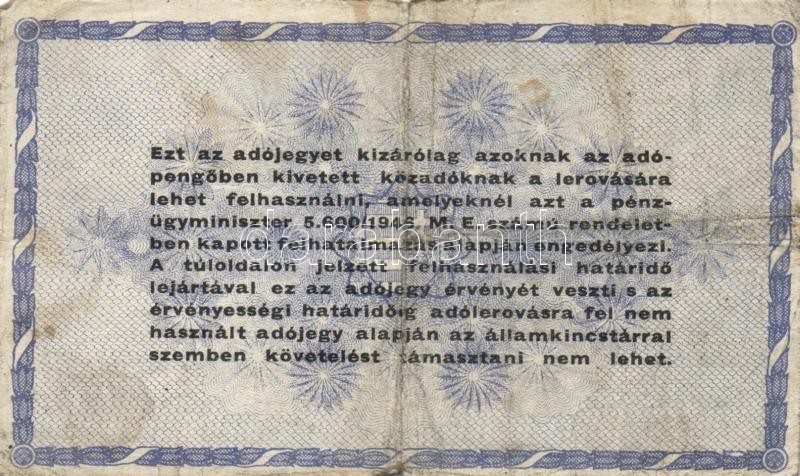 Ezt az adójegyet kizárólag azoknak az adó-
pengőben kivetett közadóknak a lerovására
lehet felhasználni, amelyeknél azt a pénz-
ügyminiszter 5.600/1946 M. E. számú rendelet-
ben kapott felhatalmazás alapján engedélyezi.
A túloldalon jelzett felhasználási határidő
lejártával ez az adójegy érvényét veszti s az
érvényességi határidőig adólerovásra fel nem
használt adójegy alapján az államkincstárral
szemben követelést támasztani nem lehet.
darabanth.com